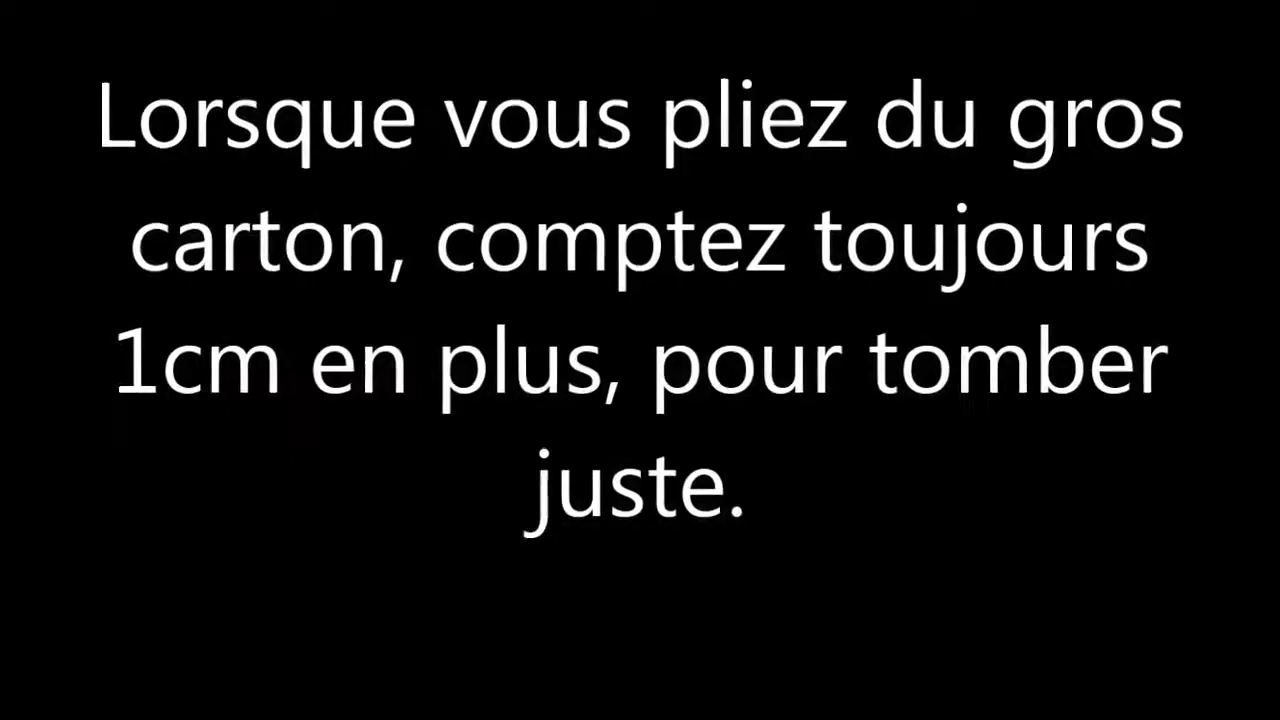 Lorsque vous pliez du gros
carton, comptez toujours
1cm en plus, pour tomber
juste.